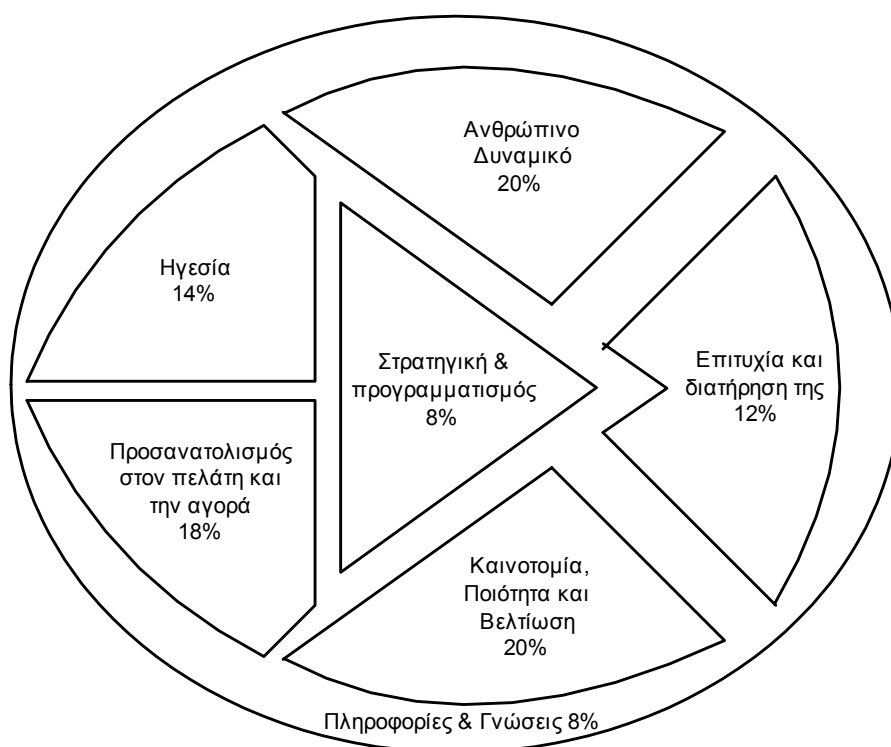 Ανθρώπινο
Δυναμικό
20%
Ηγεσία
14%
Στρατηγική &
προγραμματισμός
8%
Επιτυχία και
διατήρηση της
12%
Προσανατολισμός
στον πελάτη και
την αγορά
18%
Καινοτομία,
Ποιότητα και
Βελτίωση
20%
Πληροφορίες & Γνώσεις 8%